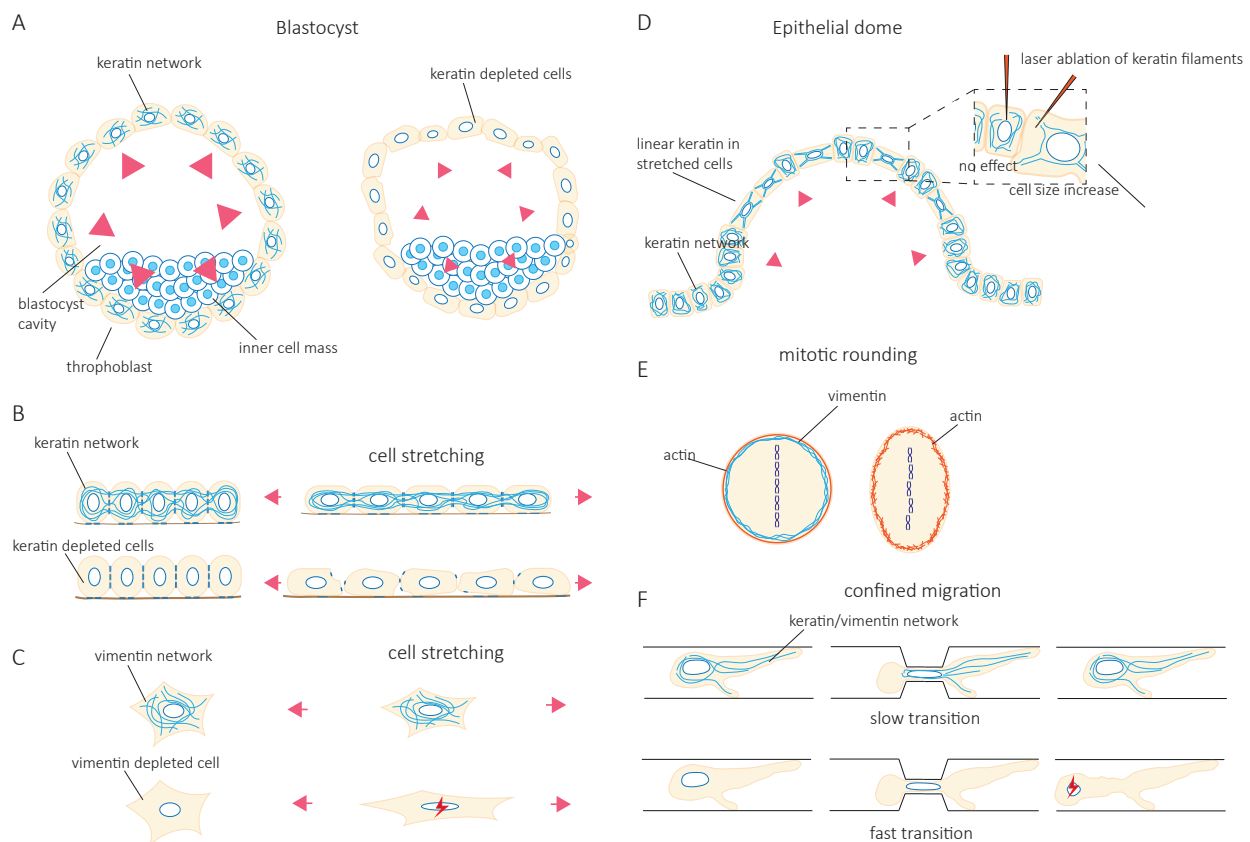 A
Blastocyst
keratin network
keratin depleted cells
blastocyst
cavity
inner cell mass
throphoblast
B
keratin network
cell stretching
keratin depleted cells
C
vimentin network
cell stretching
vimentin depleted cell
D
Epithelial dome
laser ablation of keratin filaments
linear keratin in
stretched cells
no effect
cell size increase
keratin network
mitotic rounding
E
vimentin
actin
actin
confined migration
F
keratin/vimentin network
slow transition
fast transition